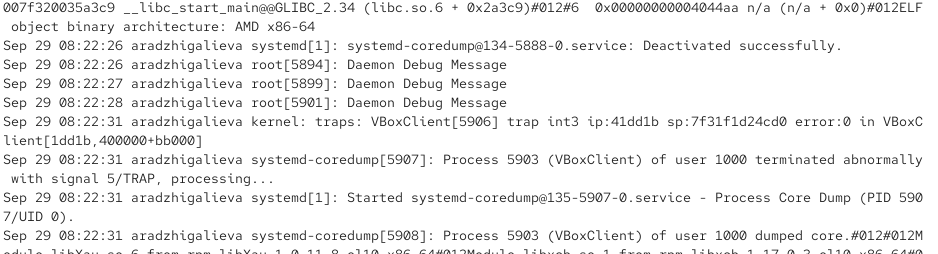 007f320035a3c9 __libc_start_main@@GLIBC_2.34 (libc.so.6 + 0x2a3c9)#012#6  0x00000000004044aa n/a (n/a + 0x0)#012ELF
 object binary architecture: AMD x86-64
Sep 29 08:22:26 aradzhigalieva systemd[1]: systemd-coredump@134-5888-0.service: Deactivated successfully.
Sep 29 08:22:26 aradzhigalieva root[5894]: Daemon Debug Message
Sep 29 08:22:27 aradzhigalieva root[5899]: Daemon Debug Message
Sep 29 08:22:28 aradzhigalieva root[5901]: Daemon Debug Message
Sep 29 08:22:31 aradzhigalieva kernel: traps: VBoxClient[5906] trap int3 ip:41dd1b sp:7f31f1d24cd0 error:0 in VBoxC
lient[1dd1b,400000+bb000]
Sep 29 08:22:31 aradzhigalieva systemd-coredump[5907]: Process 5903 (VBoxClient) of user 1000 terminated abnormally
 with signal 5/TRAP, processing...
Sep 29 08:22:31 aradzhigalieva systemd[1]: Started systemd-coredump@135-5907-0.service - Process Core Dump (PID 590
7/UID 0).
Sep 29 08:22:31 aradzhigalieva systemd-coredump[5908]: Process 5903 (VBoxClient) of user 1000 dumped core.#012#012M
odule libXau.so.6 from rpm libXau-1.0.11-8.el10.x86_64#012Module libxcb.so.1 from rpm libxcb-1.17.0-3.el10.x86_64#0